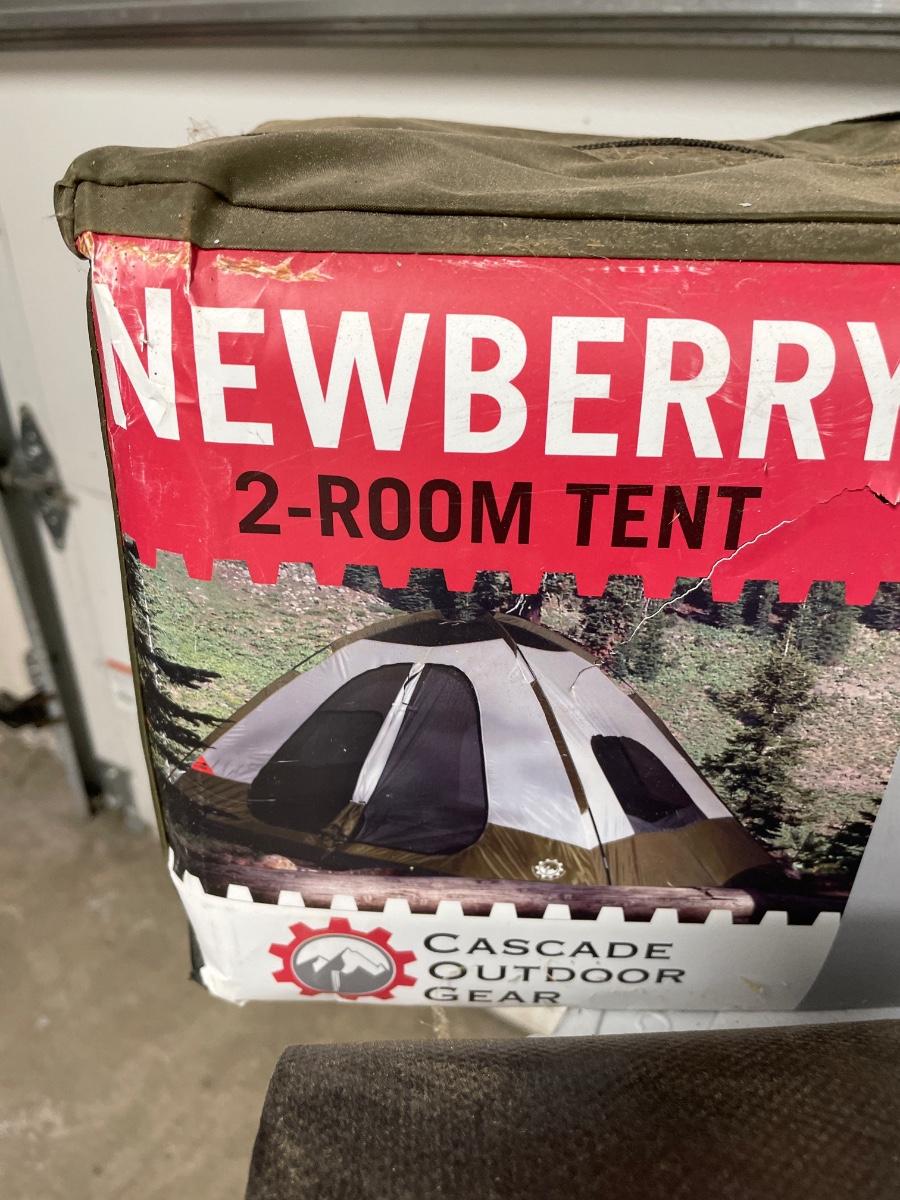 NEWBERRY
2-ROOM TENT
CASCADE
OUTDOOR
GEAR